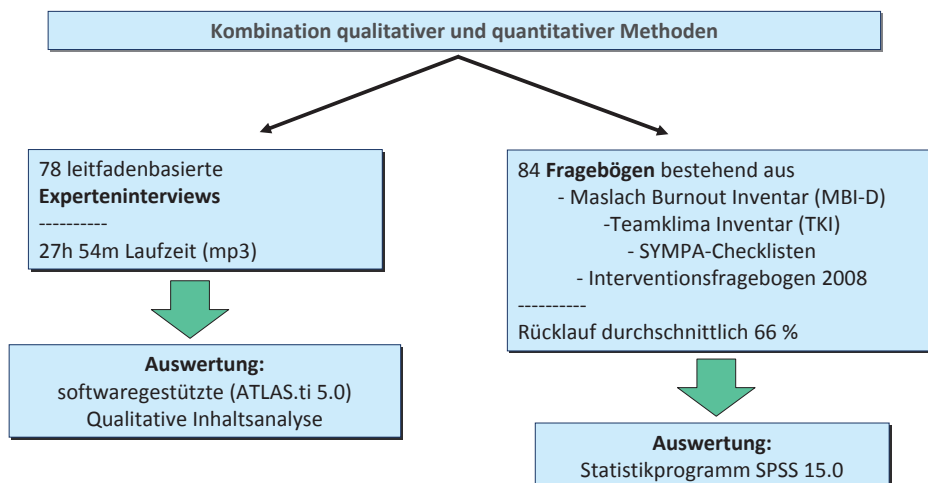 Kombination qualitativer und quantitativer Methoden
78 leitfadenbasierte
Experteninterviews
----------
27h 54m Laufzeit (mp3)
Auswertung:
softwaregestützte (ATLAS.ti 5.0)
Qualitative Inhaltsanalyse
84 Fragebögen bestehend aus
- Maslach Burnout Inventar (MBI-D)
-Teamklima Inventar (TKI)
- SYMPA-Checklisten
- Interventionsfragebogen 2008
----------
Rücklauf durchschnittlich 66 %
Auswertung:
Statistikprogramm SPSS 15.0